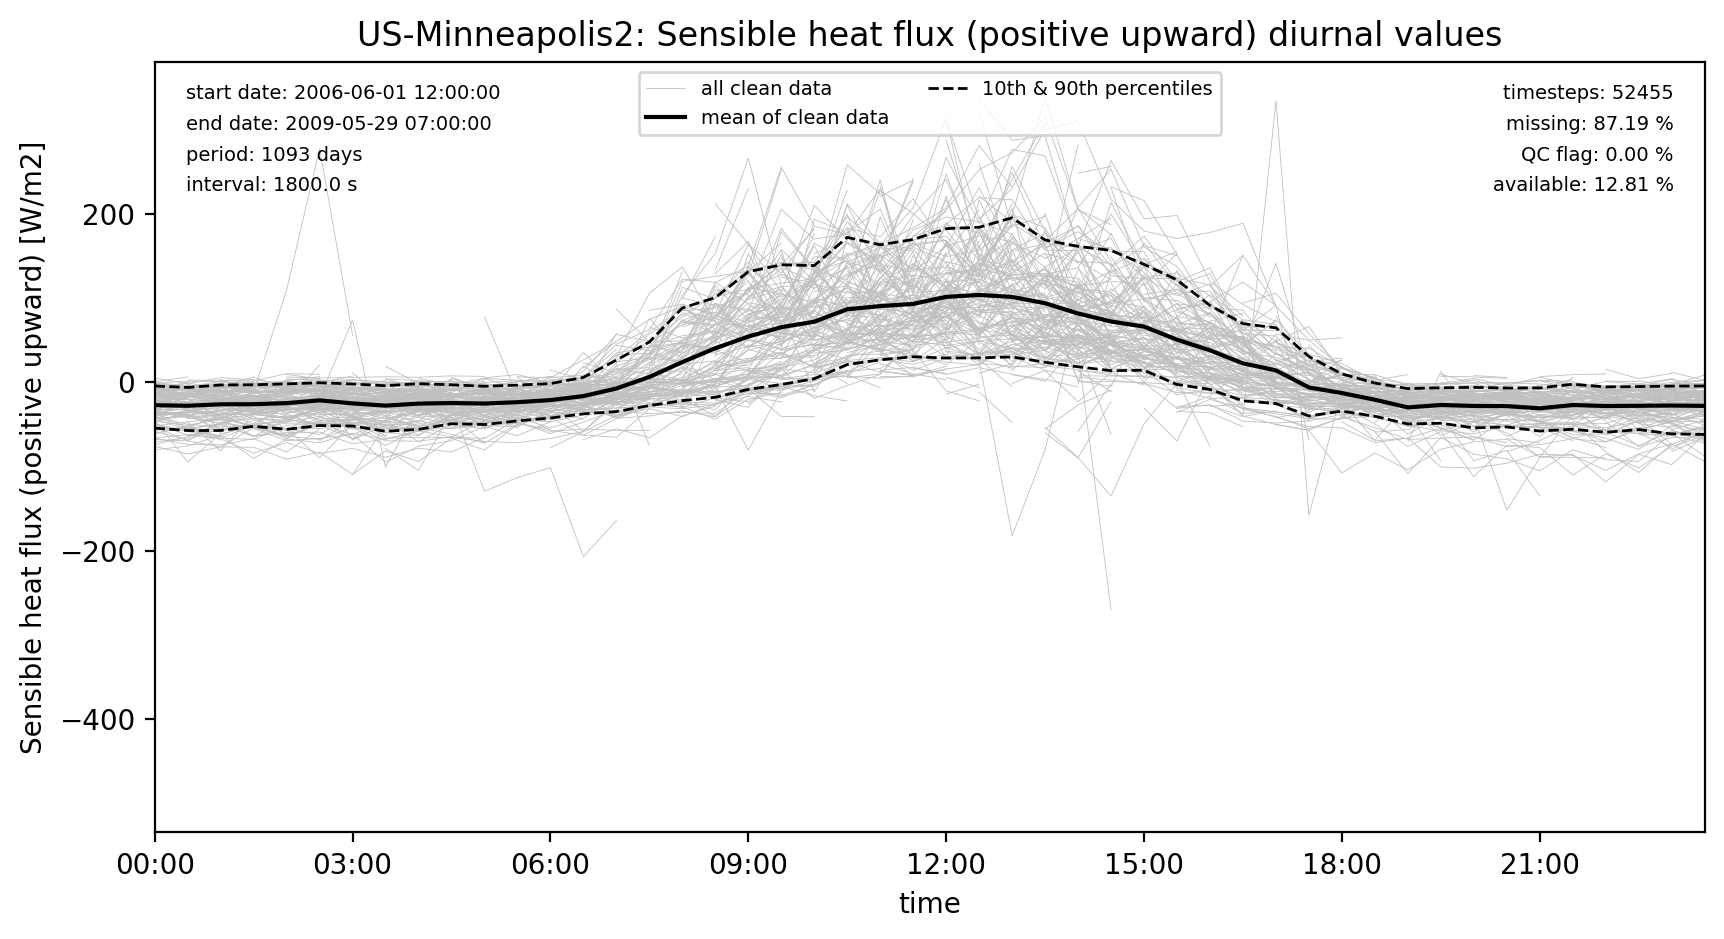 US-Minneapolis2: Sensible heat flux (positive upward) diurnal values
start date: 2006-06-01 12:00:00
end date: 2009-05-29 07:00:00
period: 1093 days
interval: 1800.0 s
all clean data
mean of clean data
10th & 90th percentiles
timesteps: 52455
missing: 87.19 %
QC flag: 0.00 %
available: 12.81 %
Sensible heat flux (positive upward) [W/m2]
200
0
−200
−400
00:00 03:00 06:00 09:00 12:00 15:00 18:00 21:00
time